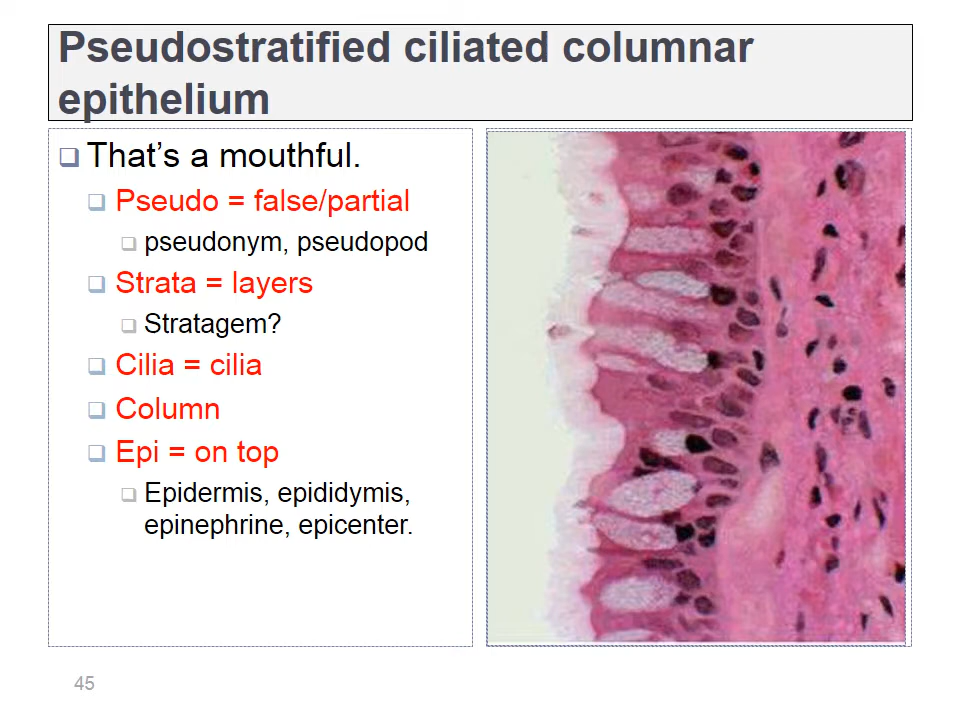 Pseudostratified ciliated columnar
epithelium
That’s a mouthful.
Pseudo = false/partial
pseudonym, pseudopod
Strata = layers
Stratagem?
Cilia = cilia
Column
Epi = on top
Epidermis, epididymis,
epinephrine, epicenter.
45